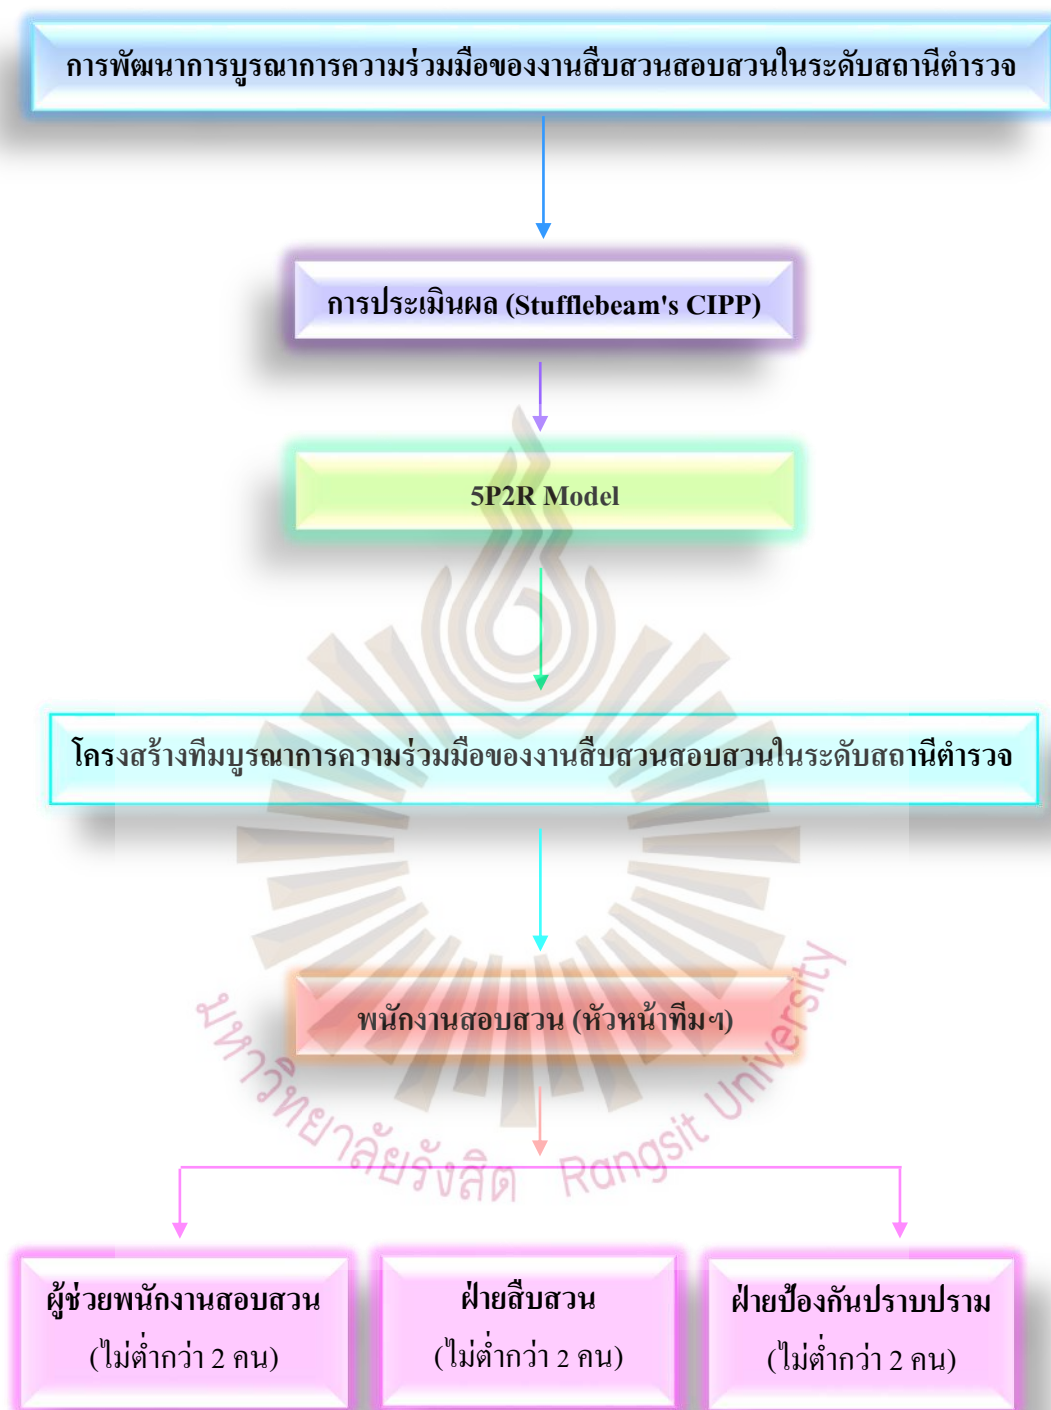 การพัฒนาการบูรณาการความร่วมมือของงานสืบสวนสอบสวนในระดับสถานีตำรวจ
การประเมินผล (Stufflebeam's CIPP)
5P2R Model
โครงสร้างทีมบูรณาการความร่วมมือของงานสืบสวนสอบสวนในระดับสถานีตำรวจ
พนักงานสอบสวน (หัวหน้าทีมฯ)
มหาวิทยาลัยรังสิต Rangsit University
ผู้ช่วยพนักงานสอบสวน
(ไม่ต่ำกว่า 2 คน)
ฝ่ายสืบสวน
(ไม่ต่ำกว่า 2 คน)
ฝ่ายป้องกันปราบปราม
(ไม่ต่ำกว่า 2 คน)